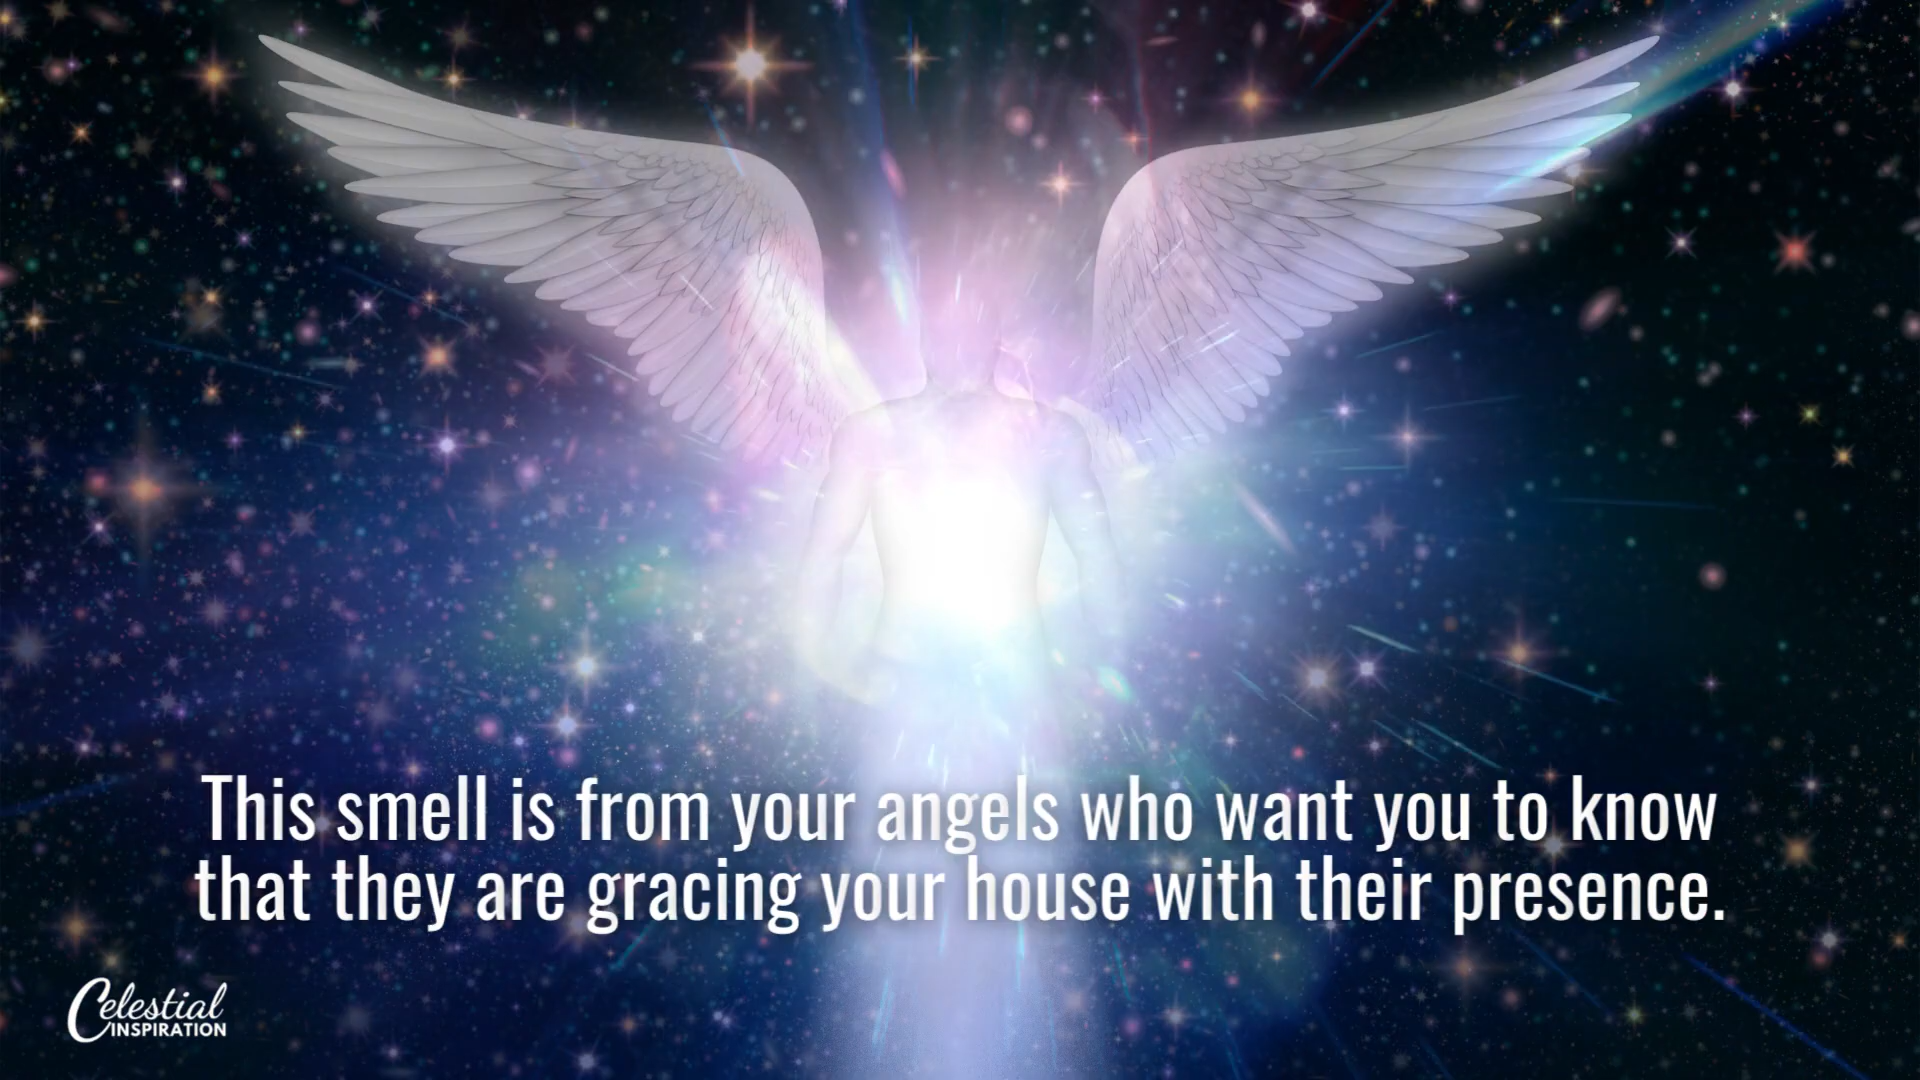 This smell is from your angels who want you to know
that they are gracing your house with their presence.
Celestial
INSPIRATION